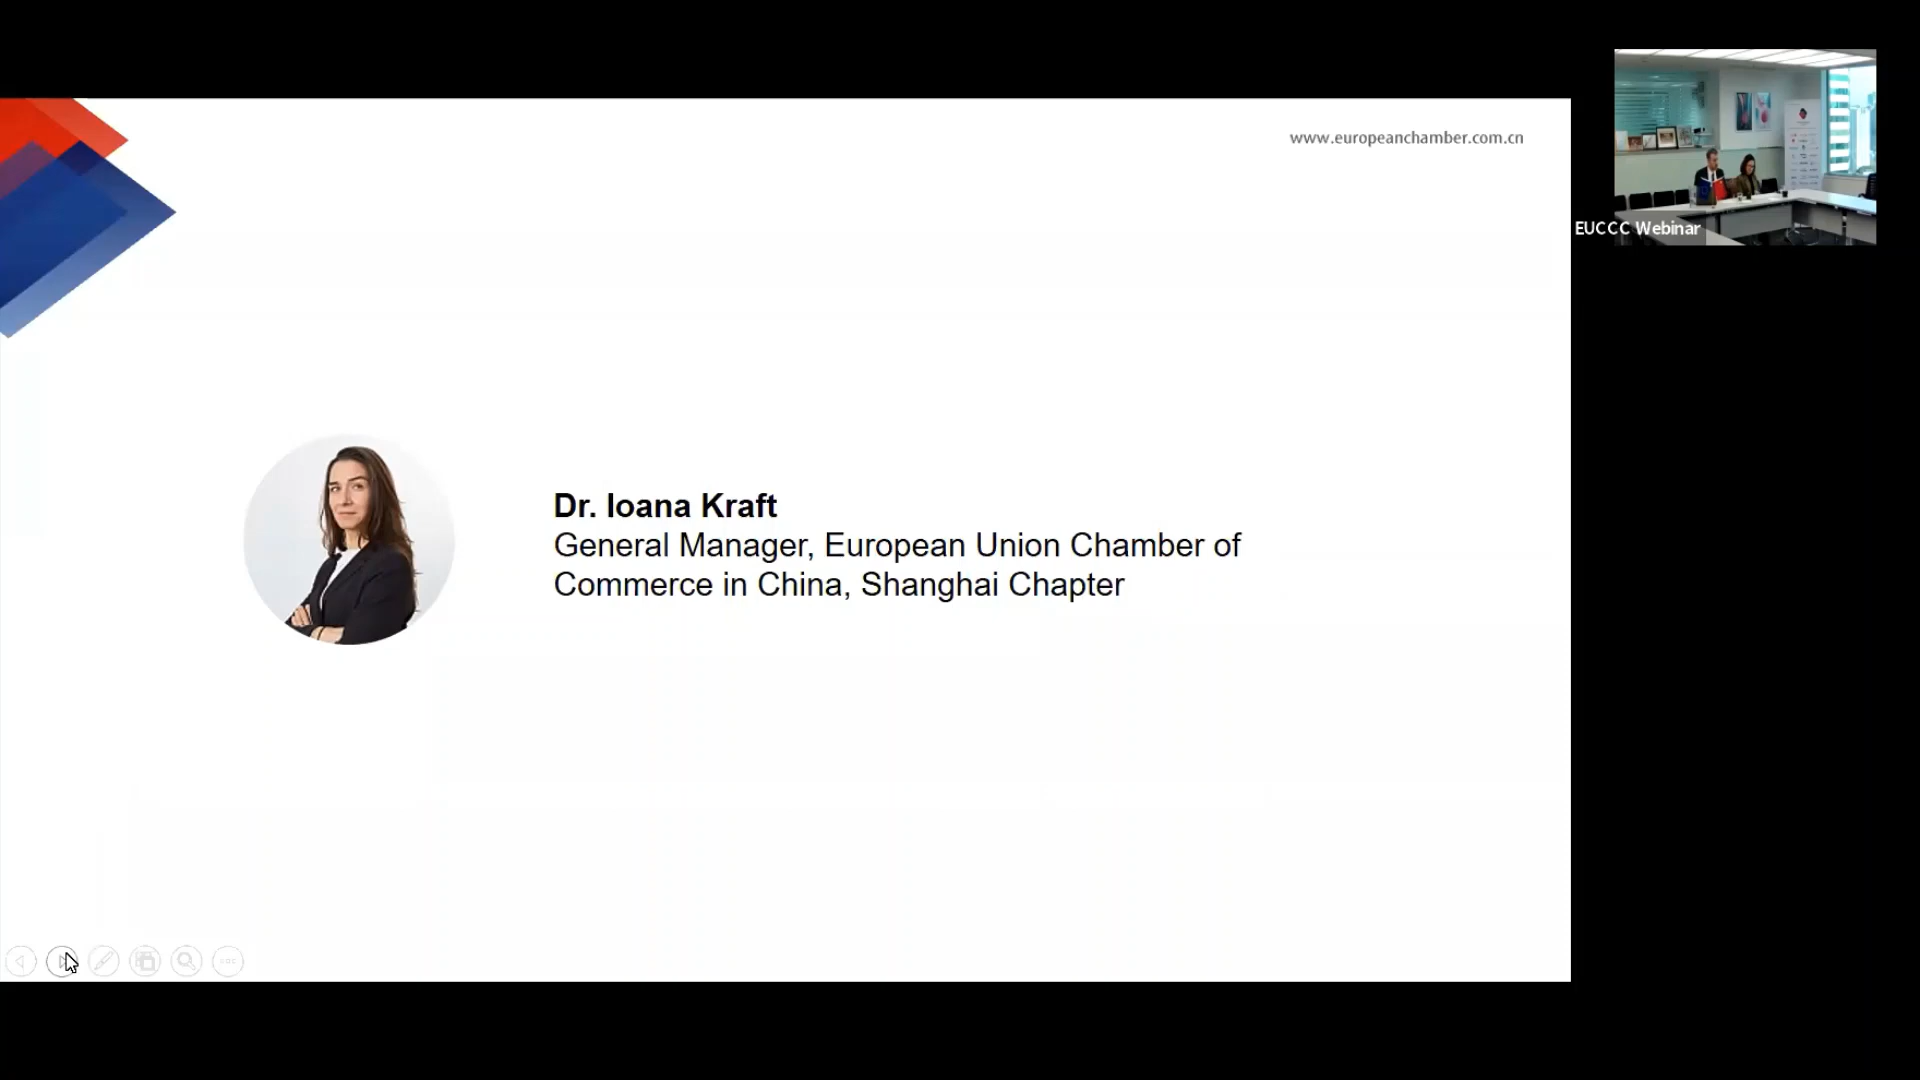 www.europeanchamber.com.cn
EUCCC Webinar
Dr. Ioana Kraft
General Manager, European Union Chamber of
Commerce in China, Shanghai Chapter